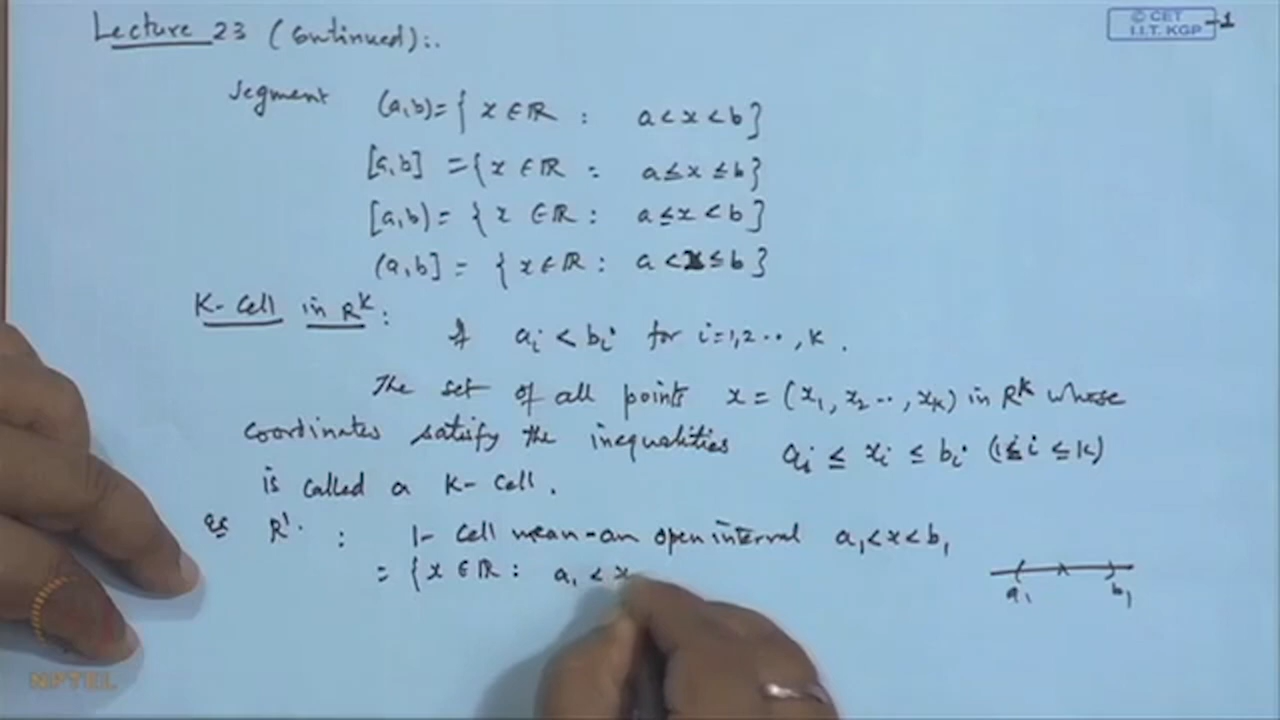 Lecture 23 (Continued):.
© CET
I.I.T. KGP
-1
Segment (a,b) = { x ∈ ℝ : a < x < b }
[a,b] = { x ∈ ℝ : a ≤ x ≤ b }
[a,b) = { x ∈ ℝ : a ≤ x < b }
(a,b] = { x ∈ ℝ : a < x ≤ b }
K-Cell in R^K :
If a_i < b_i for i=1,2..,K.
The set of all points x = (x_1, x_2 .., x_K) in R^K whose
coordinates satisfy the inequalities a_i ≤ x_i ≤ b_i (1 ≤ i ≤ K)
is called a K-Cell.
eg R^1. : 1-Cell mean-an open interval a_1 < x < b_1
= { x ∈ ℝ : a_1 < x
a_1 b_1
NPTEL